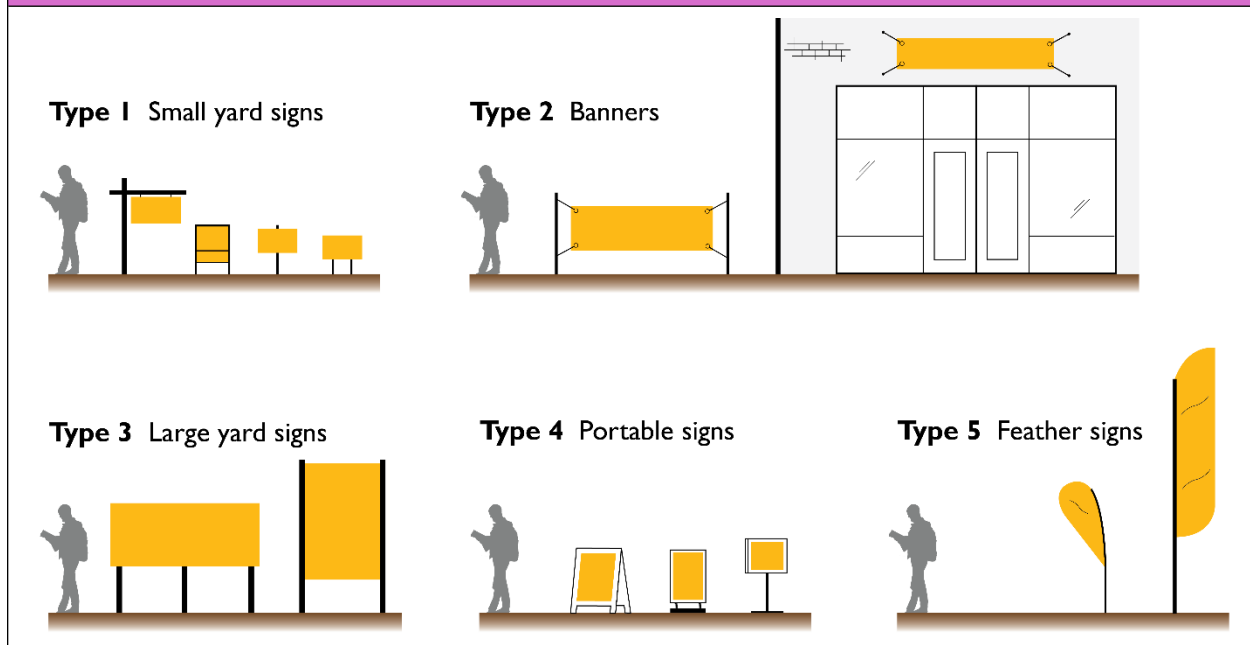 Type 1 Small yard signs
Type 2 Banners
Type 3 Large yard signs
Type 4 Portable signs
Type 5 Feather signs